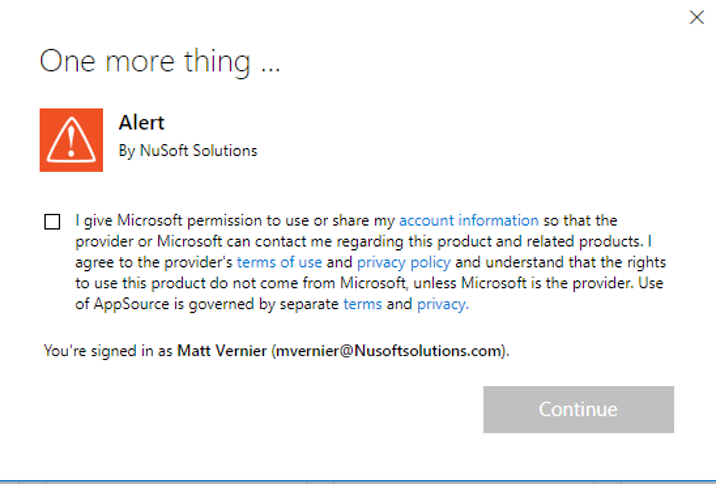 One more thing ...
Alert
By NuSoft Solutions
I give Microsoft permission to use or share my account information so that the
provider or Microsoft can contact me regarding this product and related products. I
agree to the provider's terms of use and privacy policy and understand that the rights
to use this product do not come from Microsoft, unless Microsoft is the provider. Use
of AppSource is governed by separate terms and privacy.
You're signed in as Matt Vernier (mvernier@Nusoftsolutions.com).
Continue